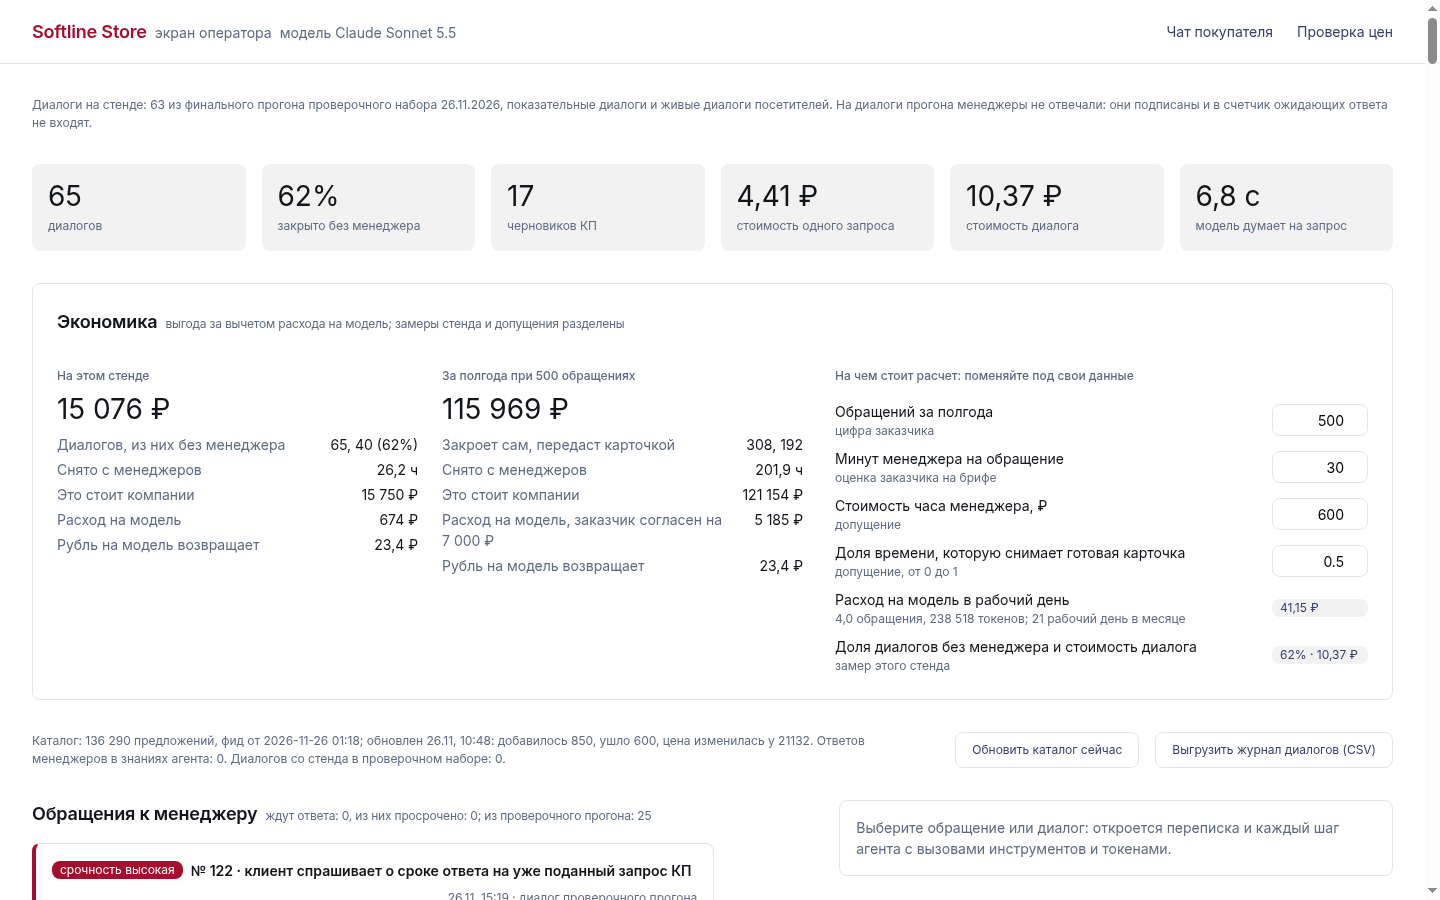 Softline Store экран оператора модель Claude Sonnet 5.5
Чат покупателя Проверка цен
Диалоги на стенде: 63 из финального прогона проверочного набора 26.11.2026, показательные диалоги и живые диалоги посетителей. На диалоги прогона менеджеры не отвечали: они подписаны и в счетчик ожидающих ответа
не входят.
65
диалогов
62%
закрыто без менеджера
17
черновиков КП
4,41 ₽
стоимость одного запроса
10,37 ₽
стоимость диалога
6,8 с
модель думает на запрос
Экономика выгода за вычетом расхода на модель; замеры стенда и допущения разделены
На этом стенде
15 076 ₽
Диалогов, из них без менеджера 65, 40 (62%)
Снято с менеджеров 26,2 ч
Это стоит компании 15 750 ₽
Расход на модель 674 ₽
Рубль на модель возвращает 23,4 ₽
За полгода при 500 обращениях
115 969 ₽
Закроет сам, передаст карточкой 308, 192
Снято с менеджеров 201,9 ч
Это стоит компании 121 154 ₽
Расход на модель, заказчик согласен на 5 185 ₽
7 000 ₽
Рубль на модель возвращает 23,4 ₽
На чем стоит расчет: поменяйте под свои данные
Обращений за полгода 500
цифра заказчика
Минут менеджера на обращение 30
оценка заказчика на брифе
Стоимость часа менеджера, ₽ 600
допущение
Доля времени, которую снимает готовая карточка 0.5
допущение, от 0 до 1
Расход на модель в рабочий день 41,15 ₽
4,0 обращения, 238 518 токенов; 21 рабочий день в месяце
Доля диалогов без менеджера и стоимость диалога 62% · 10,37 ₽
замер этого стенда
Каталог: 136 290 предложений, фид от 2026-11-26 01:18; обновлен 26.11, 10:48: добавилось 850, ушло 600, цена изменилась у 21132. Ответов
менеджеров в знаниях агента: 0. Диалогов со стенда в проверочном наборе: 0.
Обновить каталог сейчас Выгрузить журнал диалогов (CSV)
Обращения к менеджеру ждут ответа: 0, из них просрочено: 0; из проверочного прогона: 25
срочность высокая № 122 · клиент спрашивает о сроке ответа на уже поданный запрос КП
26.11, 15:19 · диалог проверочного прогона
Выберите обращение или диалог: откроется переписка и каждый шаг
агента с вызовами инструментов и токенами.